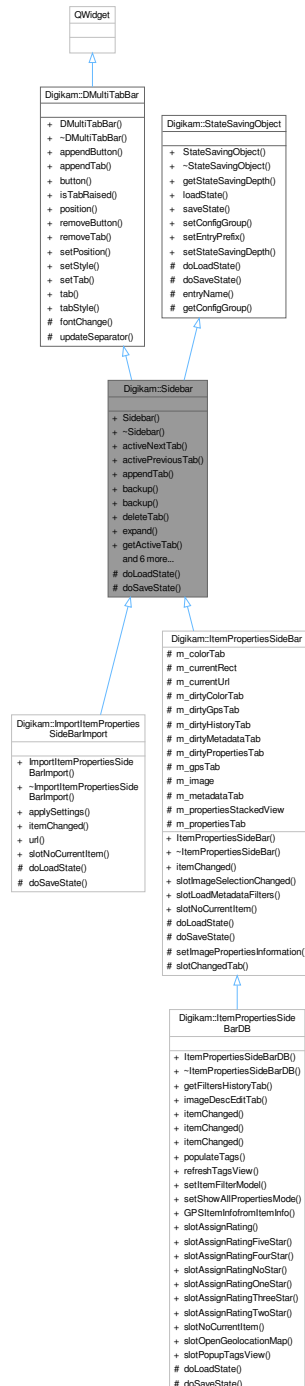 QWidget
Digikam::DMultiTabBar
+ DMultiTabBar()
+ ~DMultiTabBar()
+ appendButton()
+ appendTab()
+ button()
+ isTabRaised()
+ position()
+ removeButton()
+ removeTab()
+ setPosition()
+ setStyle()
+ setTab()
+ tab()
+ tabStyle()
# fontChange()
# updateSeparator()
Digikam::StateSavingObject
+ StateSavingObject()
+ ~StateSavingObject()
+ getStateSavingDepth()
+ loadState()
+ saveState()
+ setConfigGroup()
+ setEntryPrefix()
+ setStateSavingDepth()
# doLoadState()
# doSaveState()
# entryName()
# getConfigGroup()
Digikam::Sidebar
+ Sidebar()
+ ~Sidebar()
+ activeNextTab()
+ activePreviousTab()
+ appendTab()
+ backup()
+ backup()
+ deleteTab()
+ expand()
+ getActiveTab()
and 6 more...
# doLoadState()
# doSaveState()
Digikam::ImportItemProperties
SideBarImport
+ ImportItemPropertiesSide
BarImport()
+ ~ImportItemPropertiesSide
BarImport()
+ applySettings()
+ itemChanged()
+ url()
+ slotNoCurrentItem()
# doLoadState()
# doSaveState()
Digikam::ItemPropertiesSideBar
# m_colorTab
# m_currentRect
# m_currentUrl
# m_dirtyColorTab
# m_dirtyGpsTab
# m_dirtyHistoryTab
# m_dirtyMetadataTab
# m_dirtyPropertiesTab
# m_gpsTab
# m_image
# m_metadataTab
# m_propertiesStackedView
# m_propertiesTab
+ ItemPropertiesSideBar()
+ ~ItemPropertiesSideBar()
+ itemChanged()
+ slotImageSelectionChanged()
+ slotLoadMetadataFilters()
+ slotNoCurrentItem()
# doLoadState()
# doSaveState()
# setImagePropertiesInformation()
# slotChangedTab()
Digikam::ItemPropertiesSide
BarDB
+ ItemPropertiesSideBarDB()
+ ~ItemPropertiesSideBarDB()
+ getFiltersHistoryTab()
+ imageDescEditTab()
+ itemChanged()
+ itemChanged()
+ itemChanged()
+ populateTags()
+ refreshTagsView()
+ setItemFilterModel()
+ setShowAllPropertiesMode()
+ GPSItemInfofromItemInfo()
+ slotAssignRating()
+ slotAssignRatingFiveStar()
+ slotAssignRatingFourStar()
+ slotAssignRatingNoStar()
+ slotAssignRatingOneStar()
+ slotAssignRatingThreeStar()
+ slotAssignRatingTwoStar()
+ slotNoCurrentItem()
+ slotOpenGeolocationMap()
+ slotPopupTagsView()
# doLoadState()
# doSaveState()